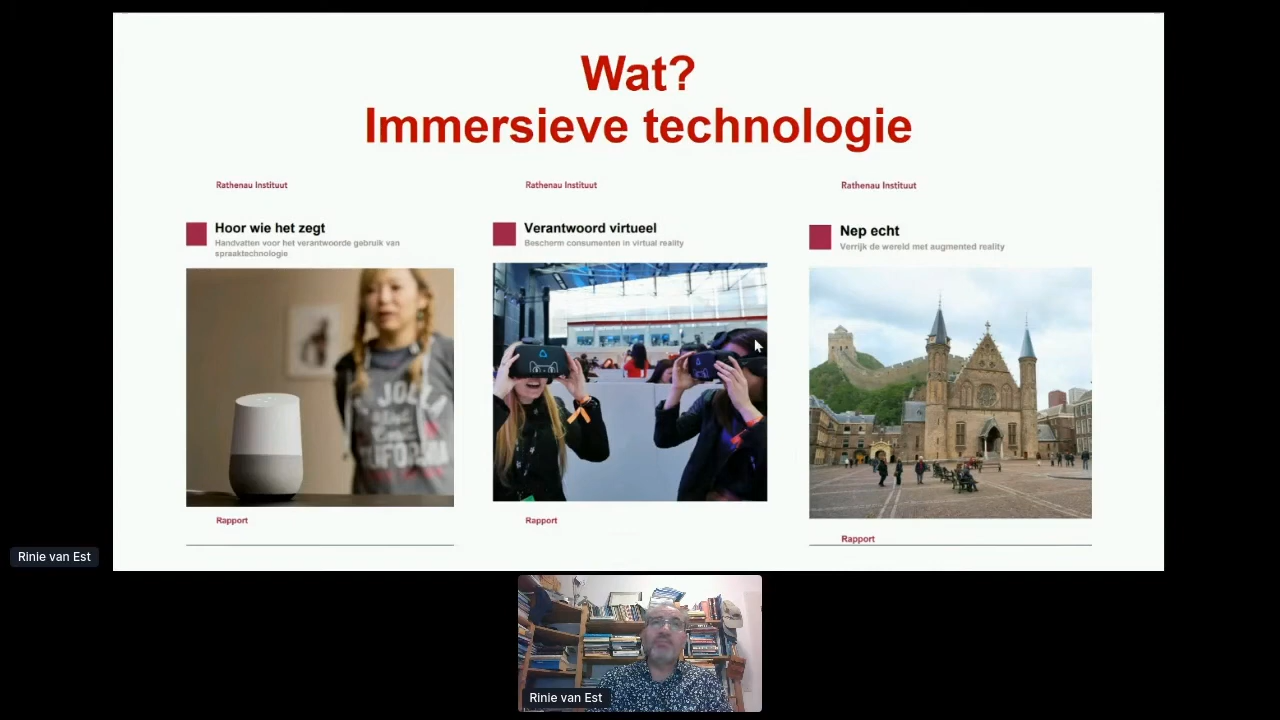 Wat?
Immersieve technologie
Rathenau Instituut
Rathenau Instituut
Rathenau Instituut
Hoor wie het zegt
Handvatten voor het verantwoorde gebruik van
spraaktechnologie
Verantwoord virtueel
Bescherm consumenten in virtual reality
Nep echt
Verrijk de wereld met augmented reality
JOLLA
Rapport
Rapport
Rapport
Rinie van Est
Rinie van Est